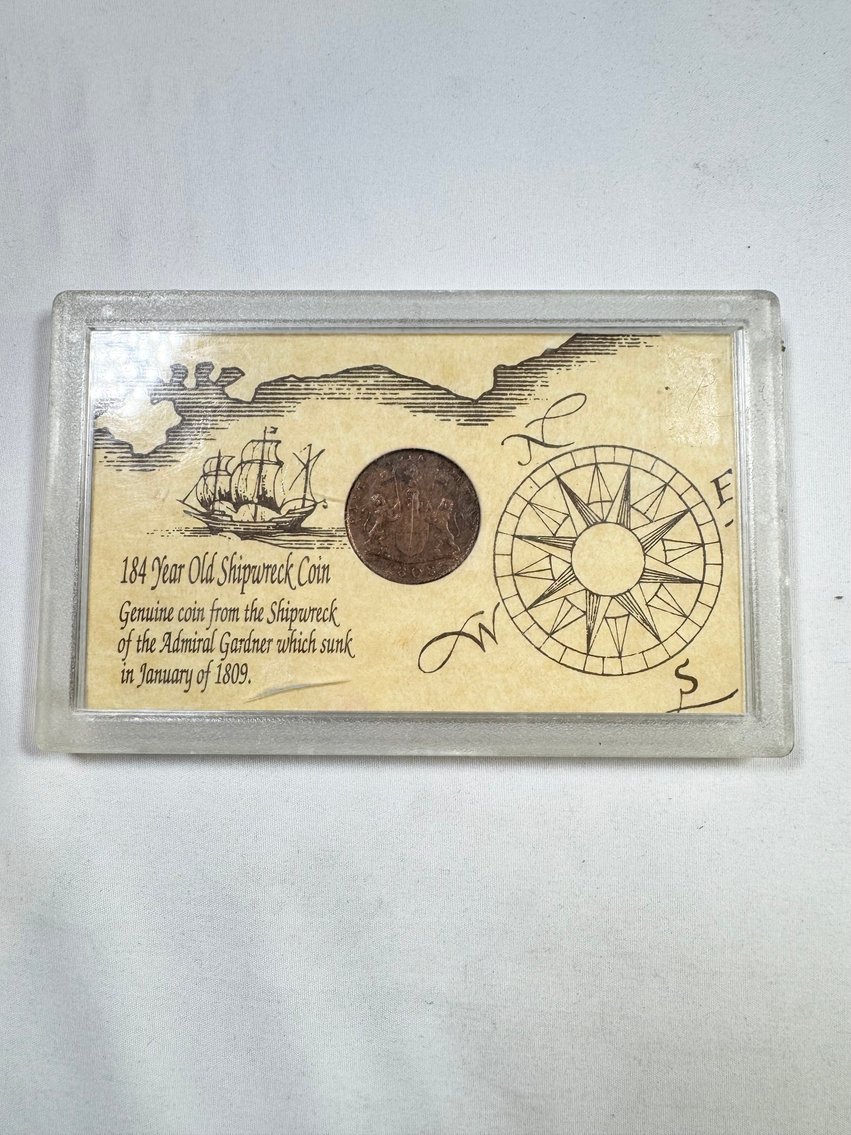 184 Year Old Shipwreck Coin
Genuine coin from the Shipwreck
of the Admiral Gardner which sunk
in January of 1809.
E
W
S